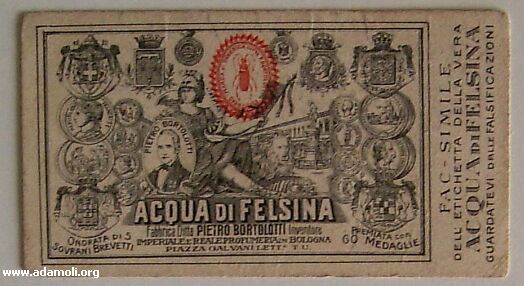 PIETRO BORTOLOTTI
ACQUA DI FELSINA
Fabbrica Ditta PIETRO BORTOLOTTI Inventore
IMPERIALE E REALE PROFUMERIA IN BOLOGNA
PIAZZA GALVANI LETTª T U.
ONORATA DI 5
SOVRANI BREVETTI
PREMIATA CON
60 MEDAGLIE
FAC-SIMILE
DELL'ETICHETTA DELLA VERA
ACQUA DI FELSINA
GUARDATEVI DALLE FALSIFICAZIONI
www.adamoli.org